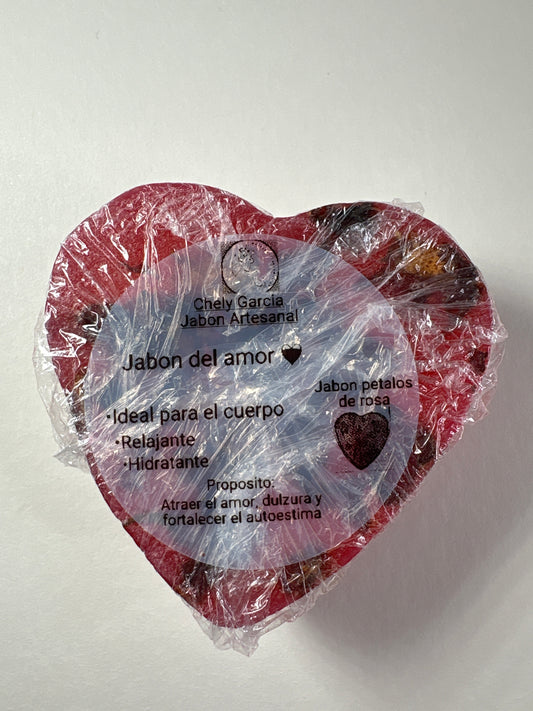 Chely Garcia
Jabon Artesanal
Jabon del amor
Jabon petalos
de rosa
•Ideal para el cuerpo
•Relajante
•Hidratante
Proposito:
Atraer el amor, dulzura y
fortalecer el autoestima